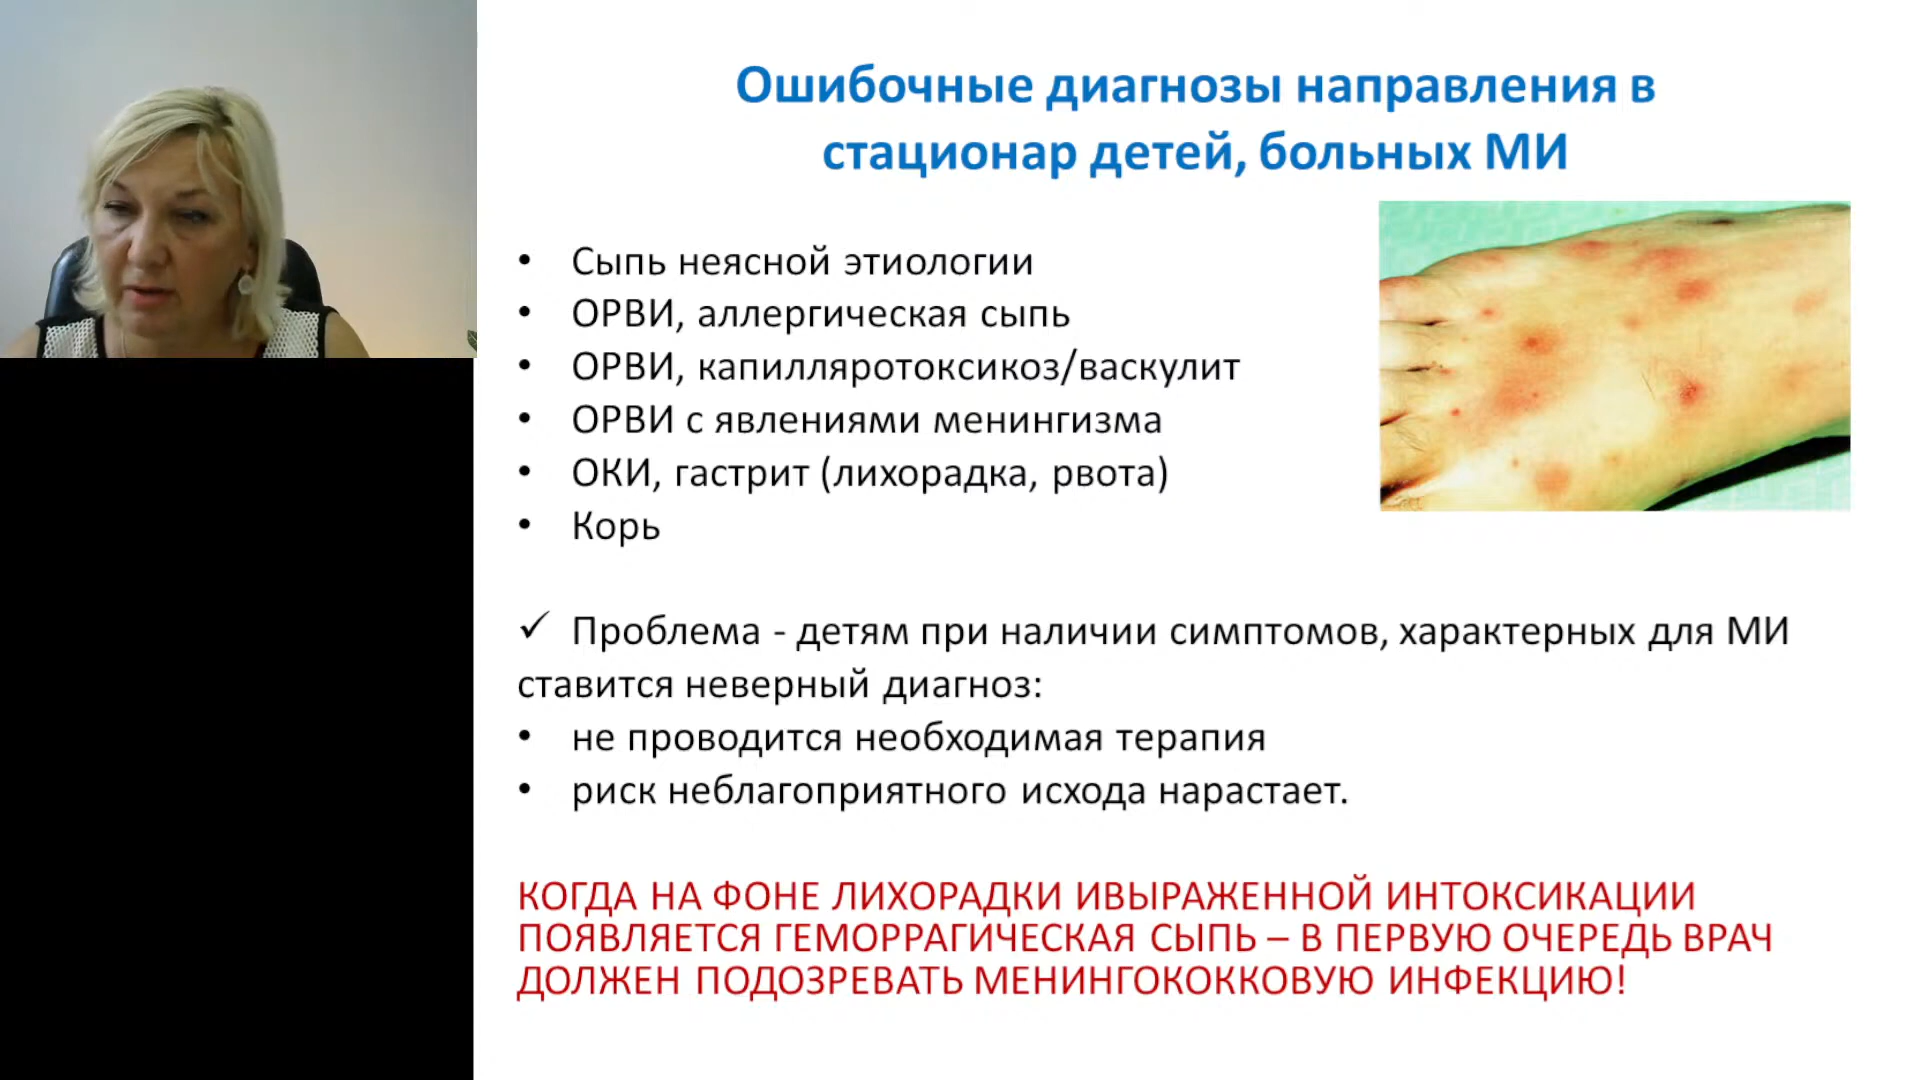 Ошибочные диагнозы направления в
стационар детей, больных МИ
• Сыпь неясной этиологии
• ОРВИ, аллергическая сыпь
• ОРВИ, капилляротоксикоз/васкулит
• ОРВИ с явлениями менингизма
• ОКИ, гастрит (лихорадка, рвота)
• Корь
✓ Проблема - детям при наличии симптомов, характерных для МИ
ставится неверный диагноз:
• не проводится необходимая терапия
• риск неблагоприятного исхода нарастает.
КОГДА НА ФОНЕ ЛИХОРАДКИ ИВЫРАЖЕННОЙ ИНТОКСИКАЦИИ
ПОЯВЛЯЕТСЯ ГЕМОРРАГИЧЕСКАЯ СЫПЬ – В ПЕРВУЮ ОЧЕРЕДЬ ВРАЧ
ДОЛЖЕН ПОДОЗРЕВАТЬ МЕНИНГОКОККОВУЮ ИНФЕКЦИЮ!